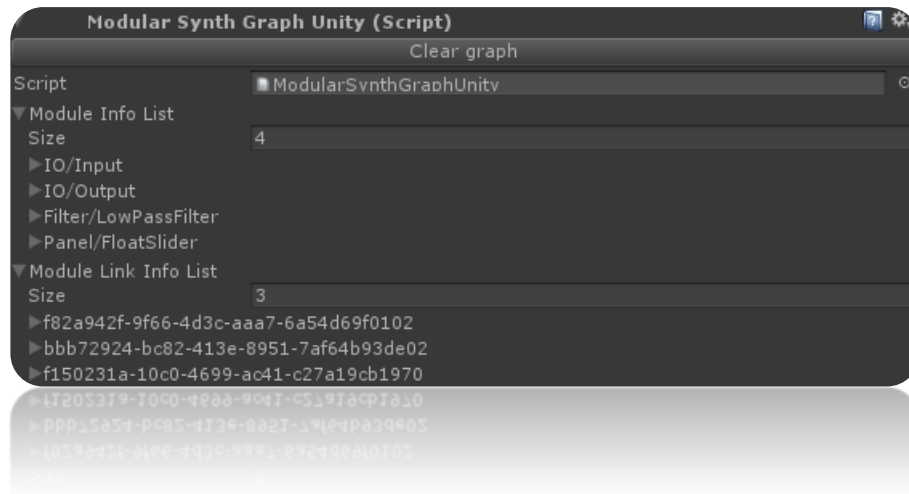 Modular Synth Graph Unity (Script)
Clear graph
Script ModularSynthGraphUnity
Module Info List
Size 4
IO/Input
IO/Output
Filter/LowPassFilter
Panel/FloatSlider
Module Link Info List
Size 3
f82a942f-9f66-4d3c-aaa7-6a54d69f0102
bbb72924-bc82-413e-8951-7af64b93de02
f150231a-10c0-4699-ac41-c27a19cb1970